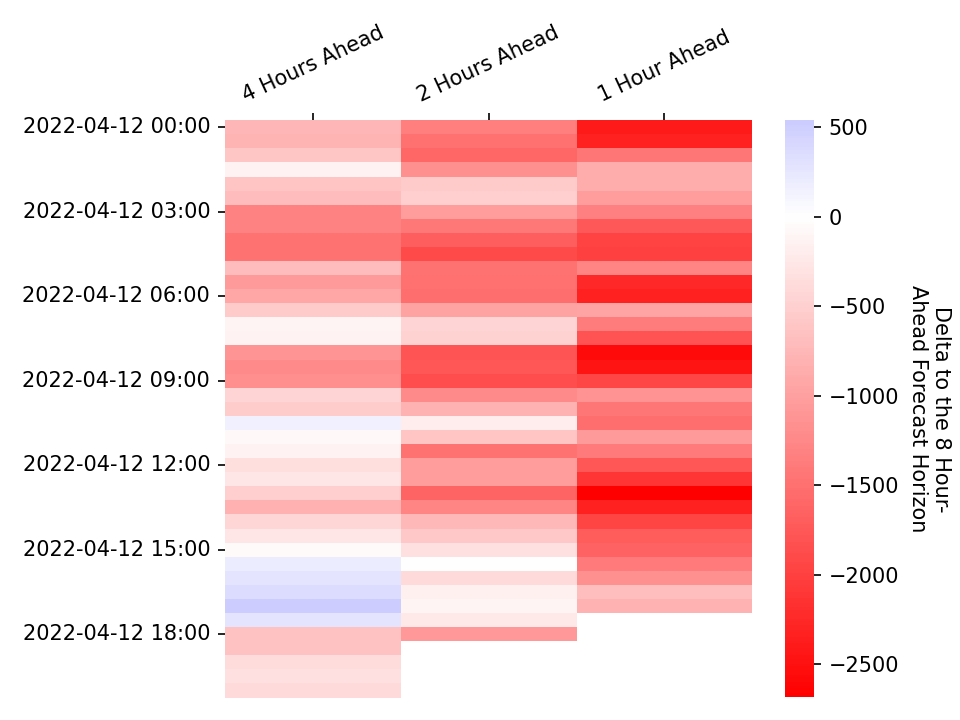 4 Hours Ahead
2 Hours Ahead
1 Hour Ahead
2022-04-12 00:00
2022-04-12 03:00
2022-04-12 06:00
2022-04-12 09:00
2022-04-12 12:00
2022-04-12 15:00
2022-04-12 18:00
500
0
−500
−1000
−1500
−2000
−2500
Delta to the 8 Hour-
Ahead Forecast Horizon